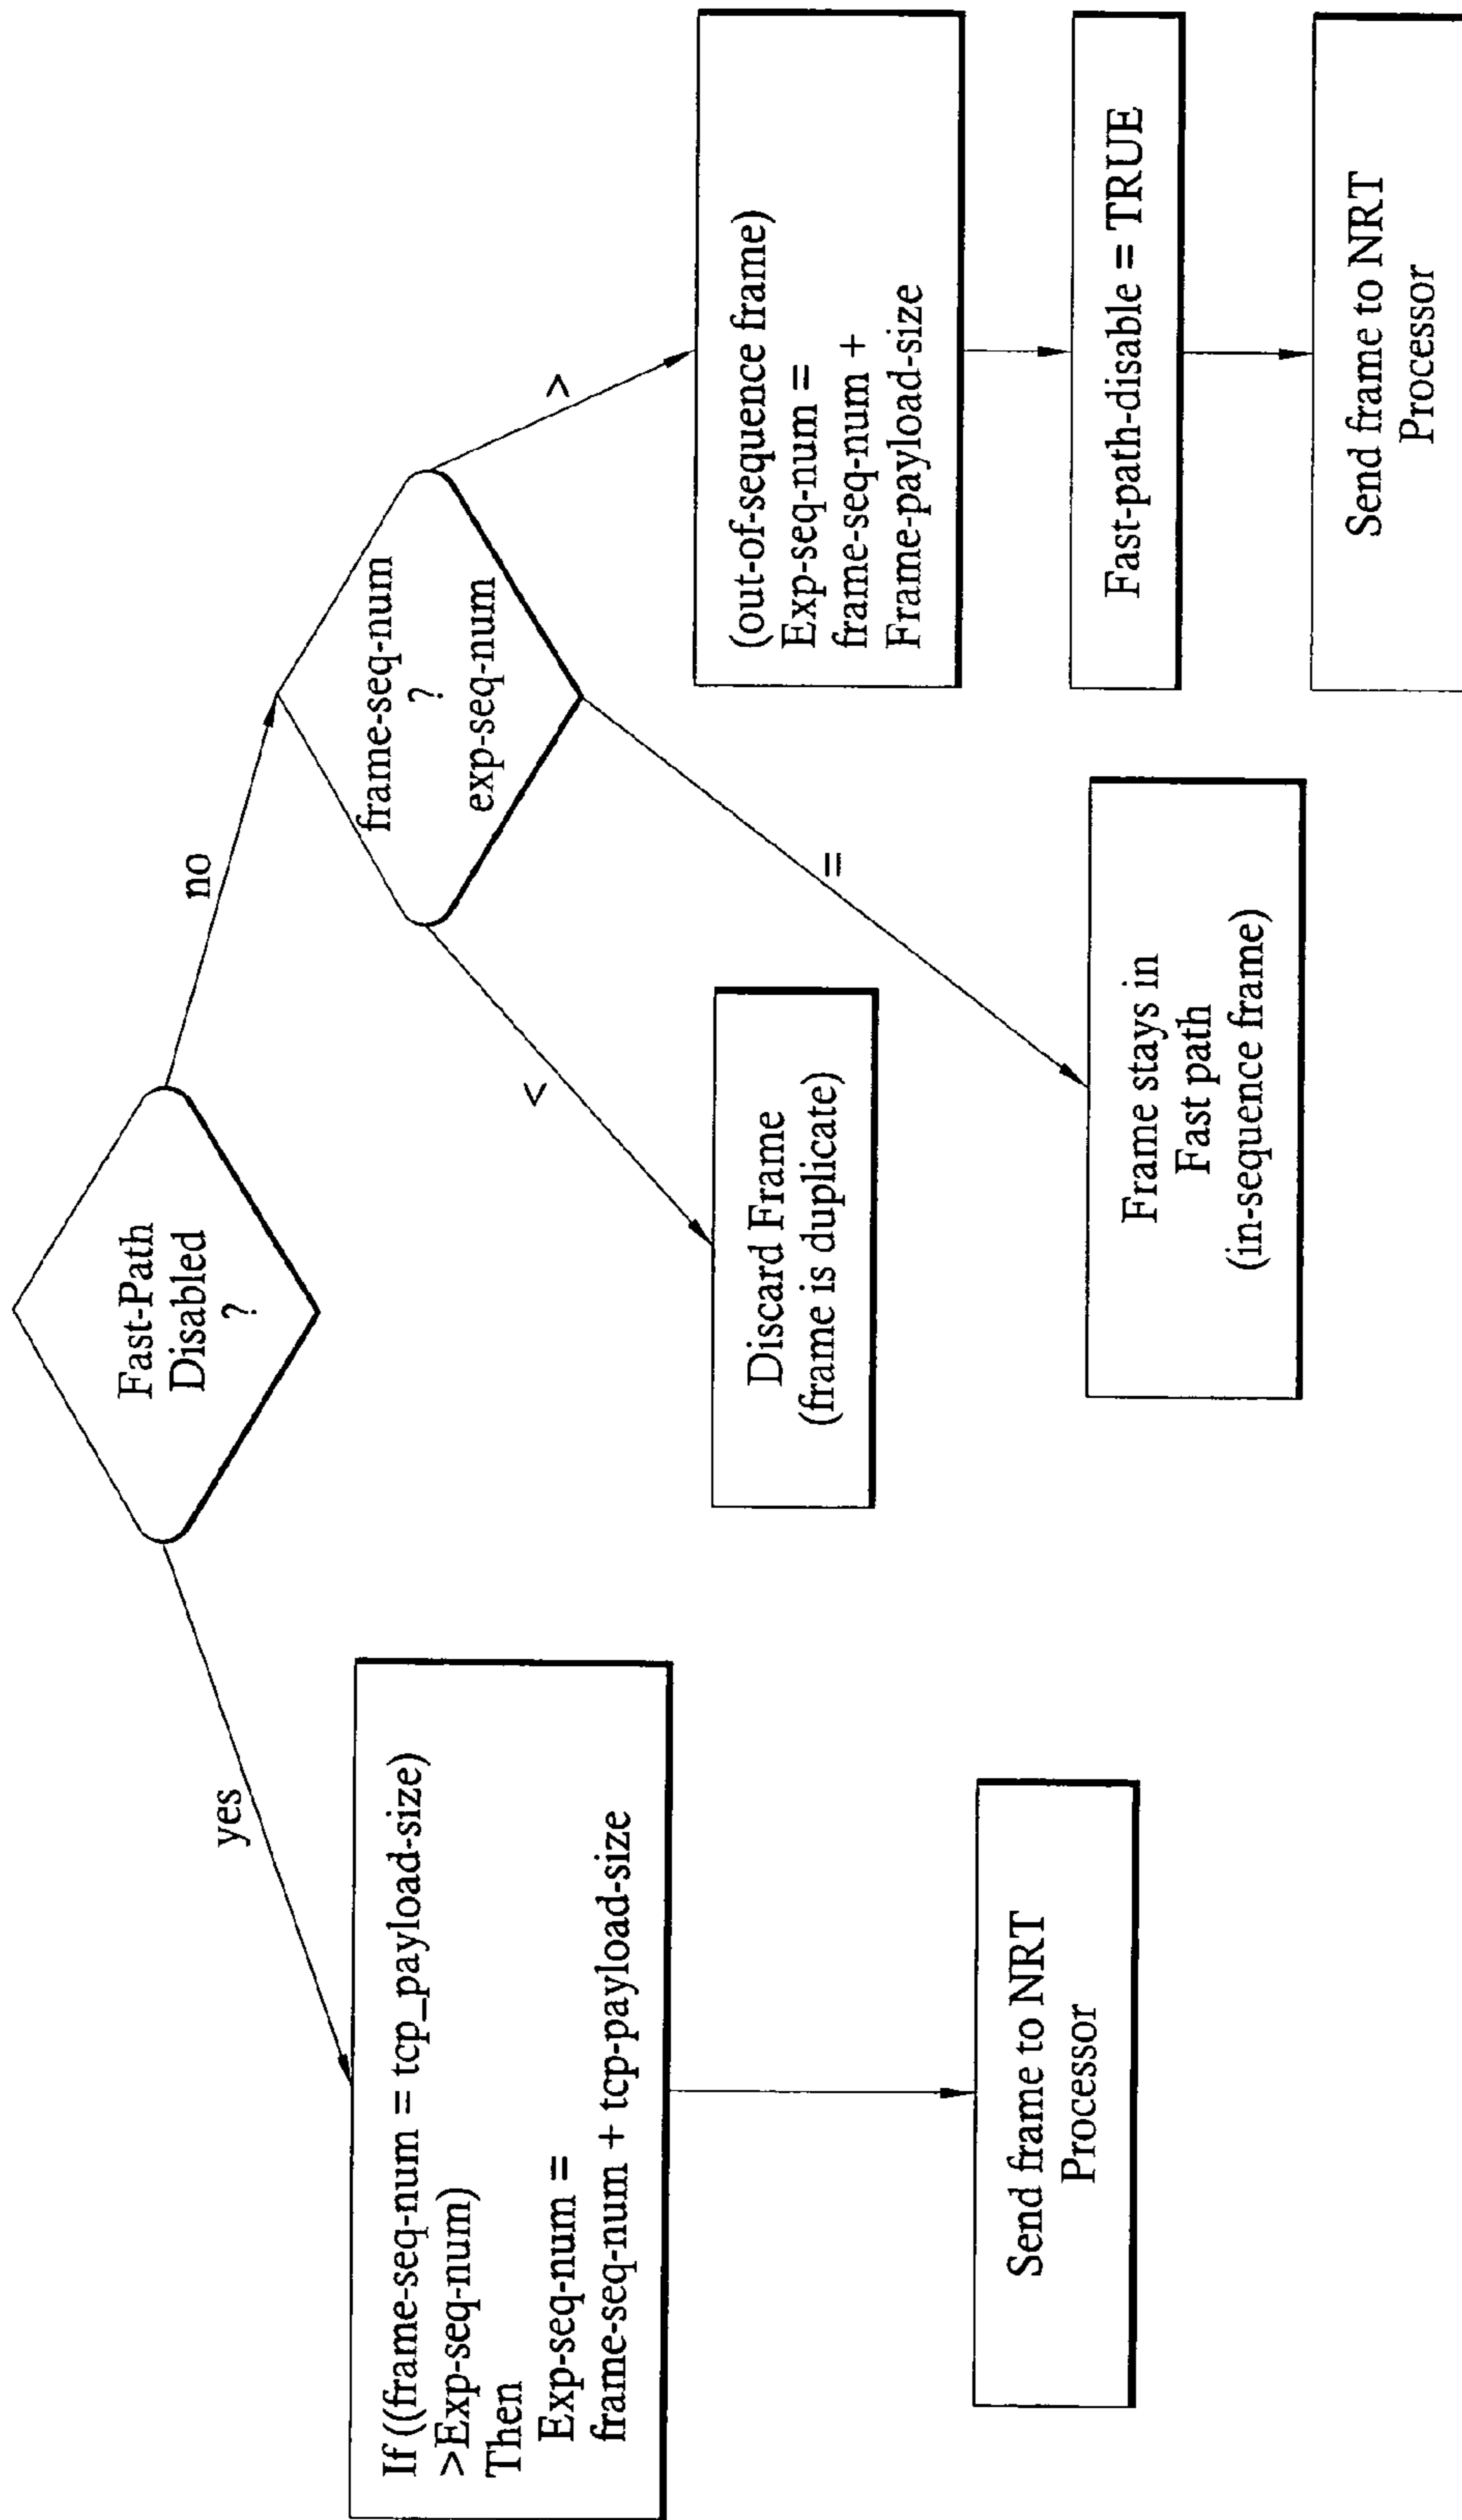 Fast-Path
Disabled
?
yes
no
If ((frame-seq-num = tcp_payload-size)
>Exp-seq-num)
Then
Exp-seq-num =
frame-seq-num + tcp-payload-size
Send frame to NRT
Processor
frame-seq-num
?
exp-seq-num
<
=
>
Discard Frame
(frame is duplicate)
Frame stays in
Fast path
(in-sequence frame)
(out-of-sequence frame)
Exp-seq-num =
frame-seq-num +
Frame-payload-size
Fast-path-disable = TRUE
Send frame to NRT
Processor